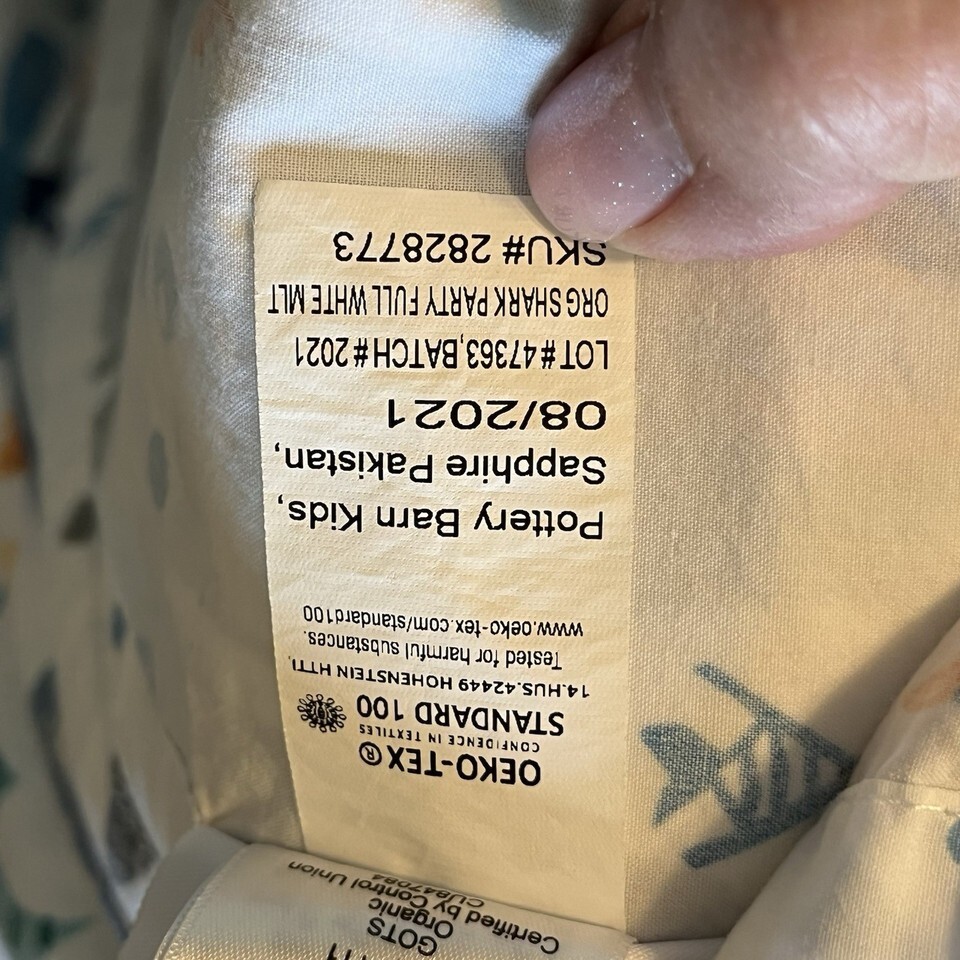 GOTS
Organic
Certified by Control Union
CU847084
OEKO-TEX®
CONFIDENCE IN TEXTILES
STANDARD 100
14.HUS.42449 HOHENSTEIN HTTI.
Tested for harmful substances.
www.oeko-tex.com/standard100
Pottery Barn Kids,
Sapphire Pakistan,
08/2021
LOT # 47363,BATCH # 2021
ORG SHARK PARTY FULL WHTE MLT
SKU# 2828773